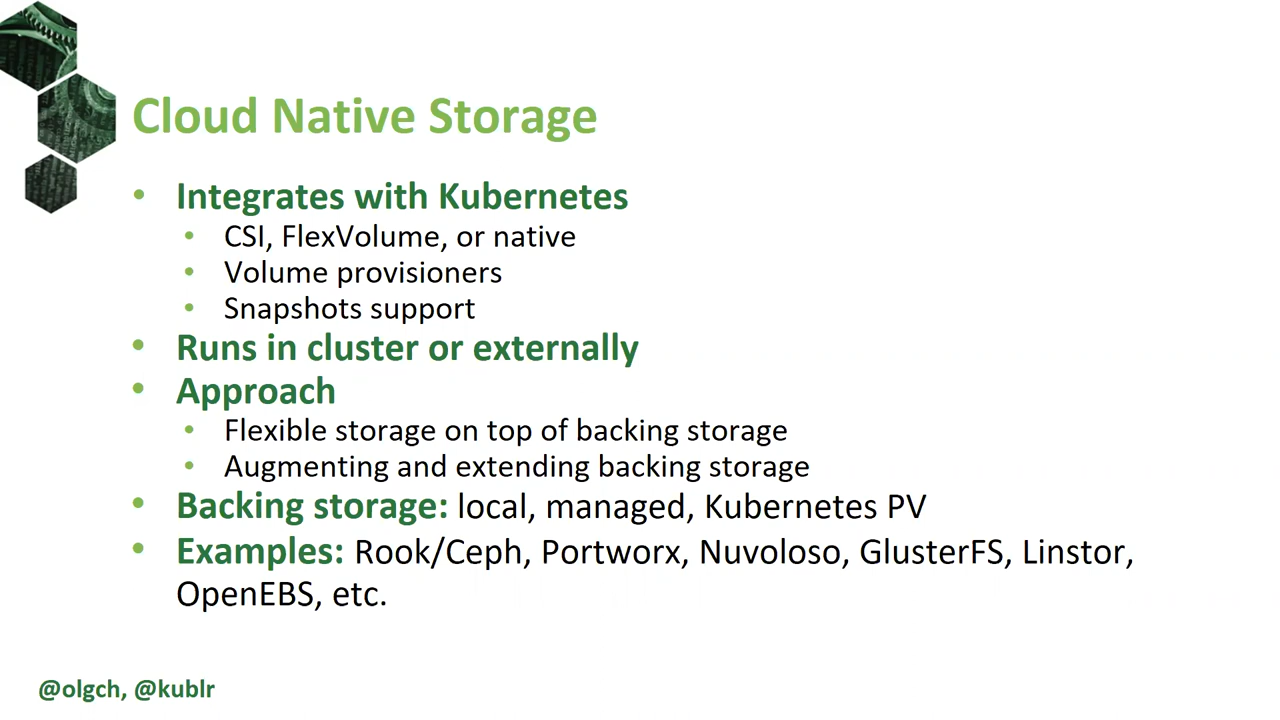 Cloud Native Storage
• Integrates with Kubernetes
• CSI, FlexVolume, or native
• Volume provisioners
• Snapshots support
• Runs in cluster or externally
• Approach
• Flexible storage on top of backing storage
• Augmenting and extending backing storage
• Backing storage: local, managed, Kubernetes PV
• Examples: Rook/Ceph, Portworx, Nuvoloso, GlusterFS, Linstor,
OpenEBS, etc.
@olgch, @kublr